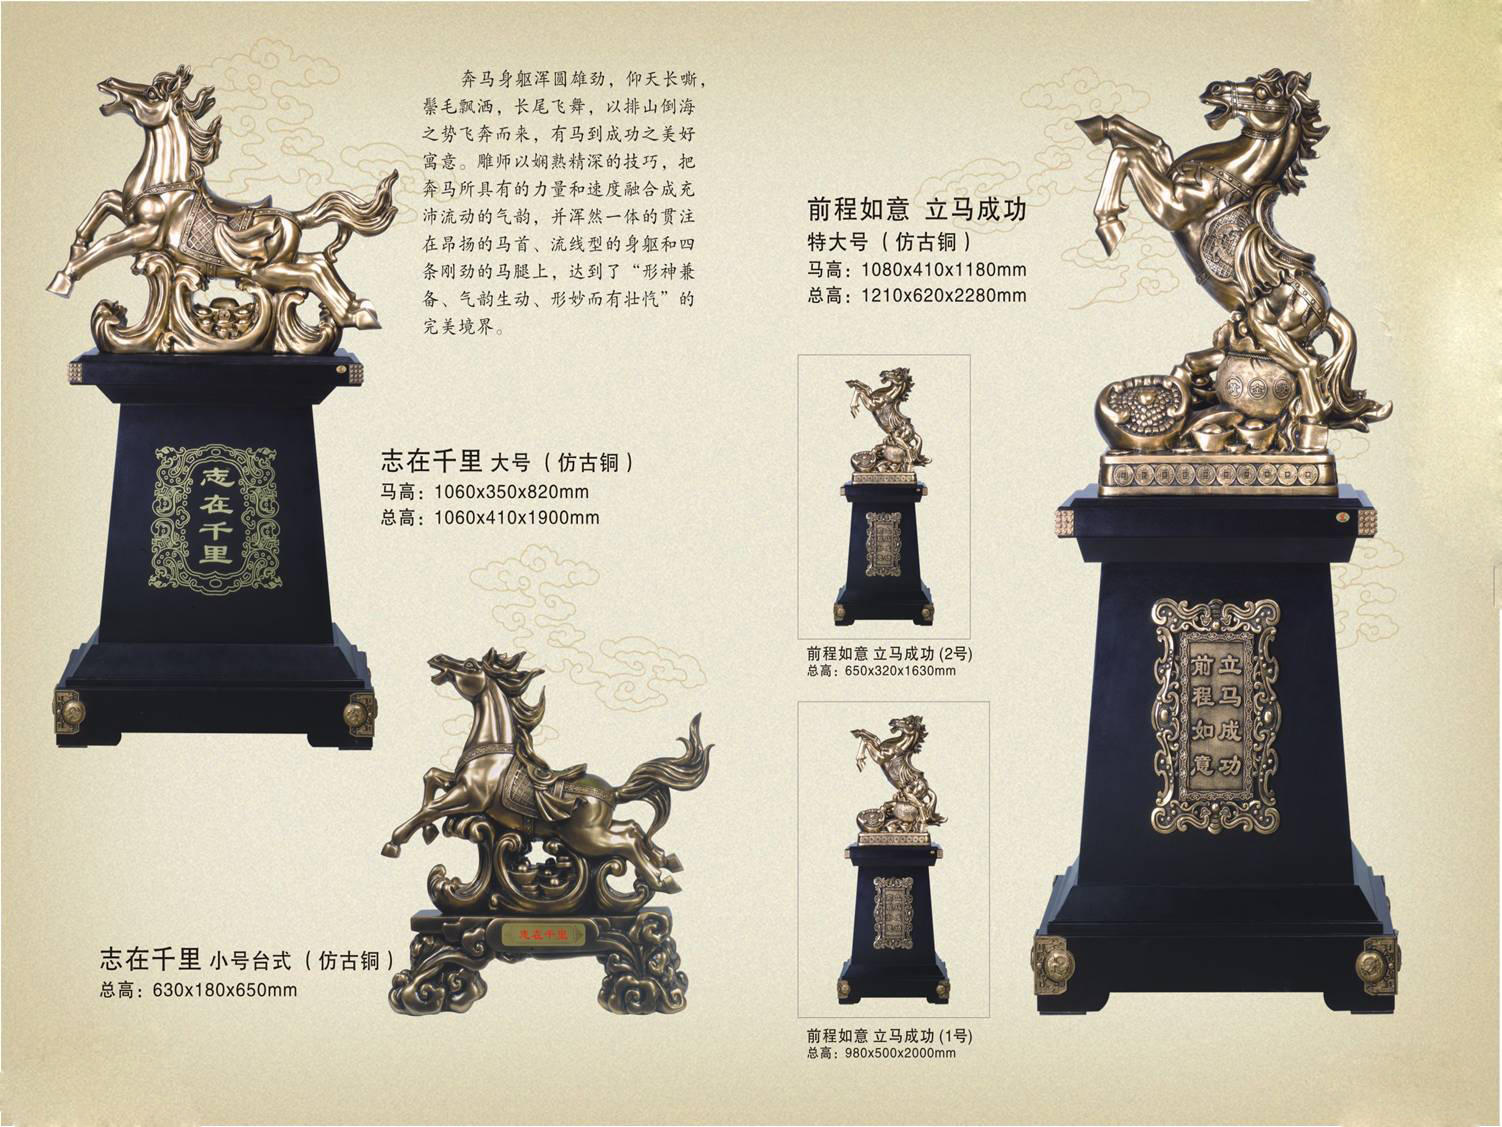 奔马身躯浑圆雄劲，仰天长嘶，
鬃毛飘洒，长尾飞舞，以排山倒海
之势飞奔而来，有马到成功之美好
寓意。雕师以娴熟精深的技巧，把
奔马所具有的力量和速度融合成充
沛流动的气韵，并浑然一体的贯注
在昂扬的马首、流线型的身躯和四
条刚劲的马腿上，达到了“形神兼
备、气韵生动、形妙而有壮忾”的
完美境界。
志在千里
志在千里 大号（仿古铜）
马高：1060x350x820mm
总高：1060x410x1900mm
志在千里
志在千里 小号台式（仿古铜）
总高：630x180x650mm
前程如意 立马成功
特大号（仿古铜）
马高：1080x410x1180mm
总高：1210x620x2280mm
前程如意 立马成功 (2号)
总高：650x320x1630mm
前程如意 立马成功 (1号)
总高：980x500x2000mm
立马成功
前程如意